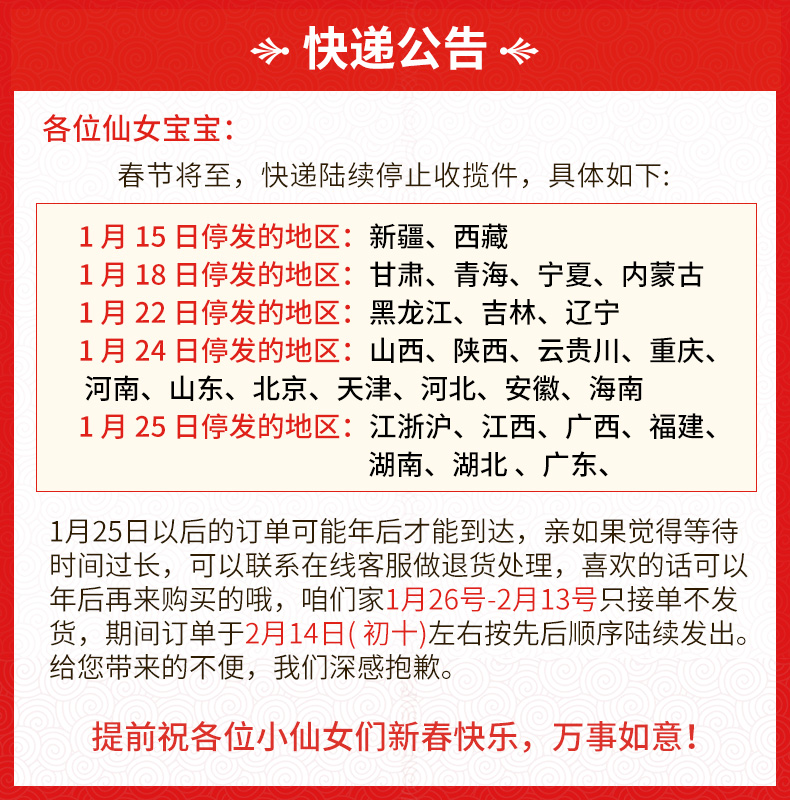 快递公告
各位仙女宝宝：
春节将至，快递陆续停止收揽件，具体如下:
1月15日停发的地区：新疆、西藏
1月18日停发的地区：甘肃、青海、宁夏、内蒙古
1月22日停发的地区：黑龙江、吉林、辽宁
1月24日停发的地区：山西、陕西、云贵川、重庆、
河南、山东、北京、天津、河北、安徽、海南
1月25日停发的地区：江浙沪、江西、广西、福建、
湖南、湖北 、广东、
1月25日以后的订单可能年后才能到达，亲如果觉得等待
时间过长，可以联系在线客服做退货处理，喜欢的话可以
年后再来购买的哦，咱们家1月26号-2月13号只接单不发
货，期间订单于2月14日( 初十)左右按先后顺序陆续发出。
给您带来的不便，我们深感抱歉。
提前祝各位小仙女们新春快乐，万事如意！